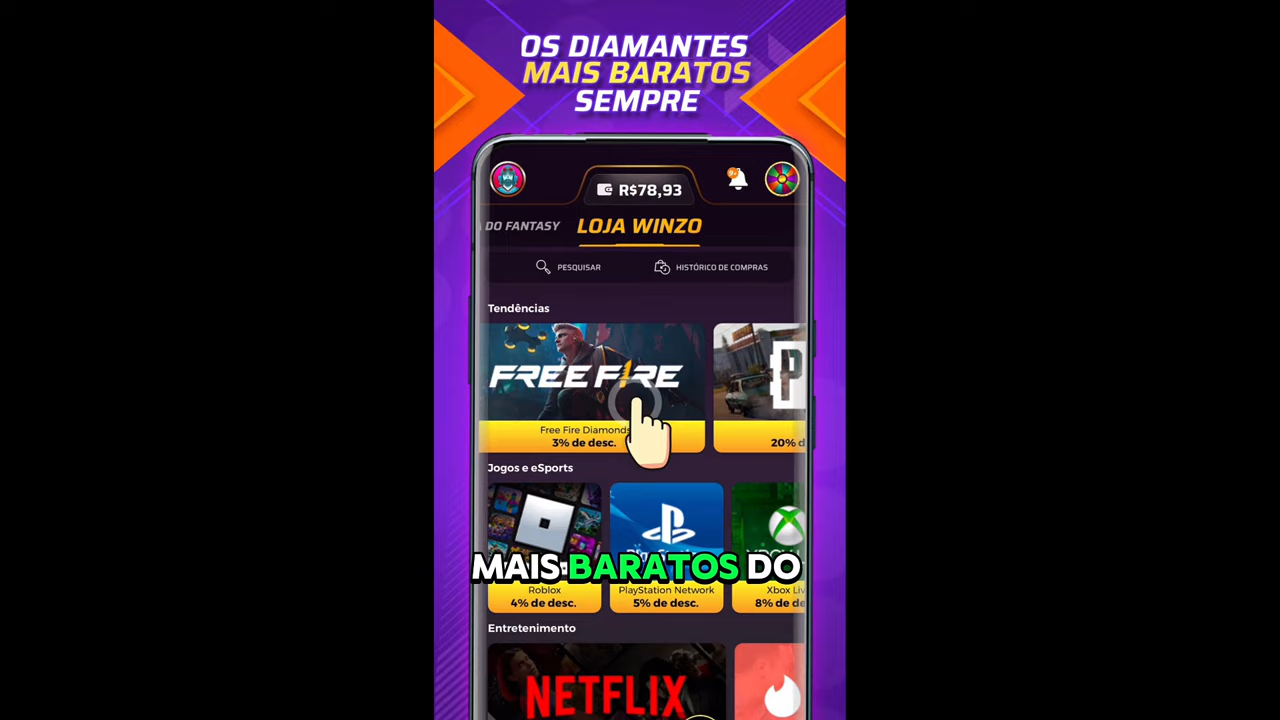 OS DIAMANTES
MAIS BARATOS
SEMPRE
R$78,93
9+
DO FANTASY
LOJA WINZO
PESQUISAR
HISTÓRICO DE COMPRAS
Tendências
FREE FIRE
P
Free Fire Diamonds
3% de desc.
20% d
Jogos e eSports
MAIS BARATOS DO
Roblox
4% de desc.
PlayStation Network
5% de desc.
Xbox Liv
8% de de
Entretenimento
NETFLIX